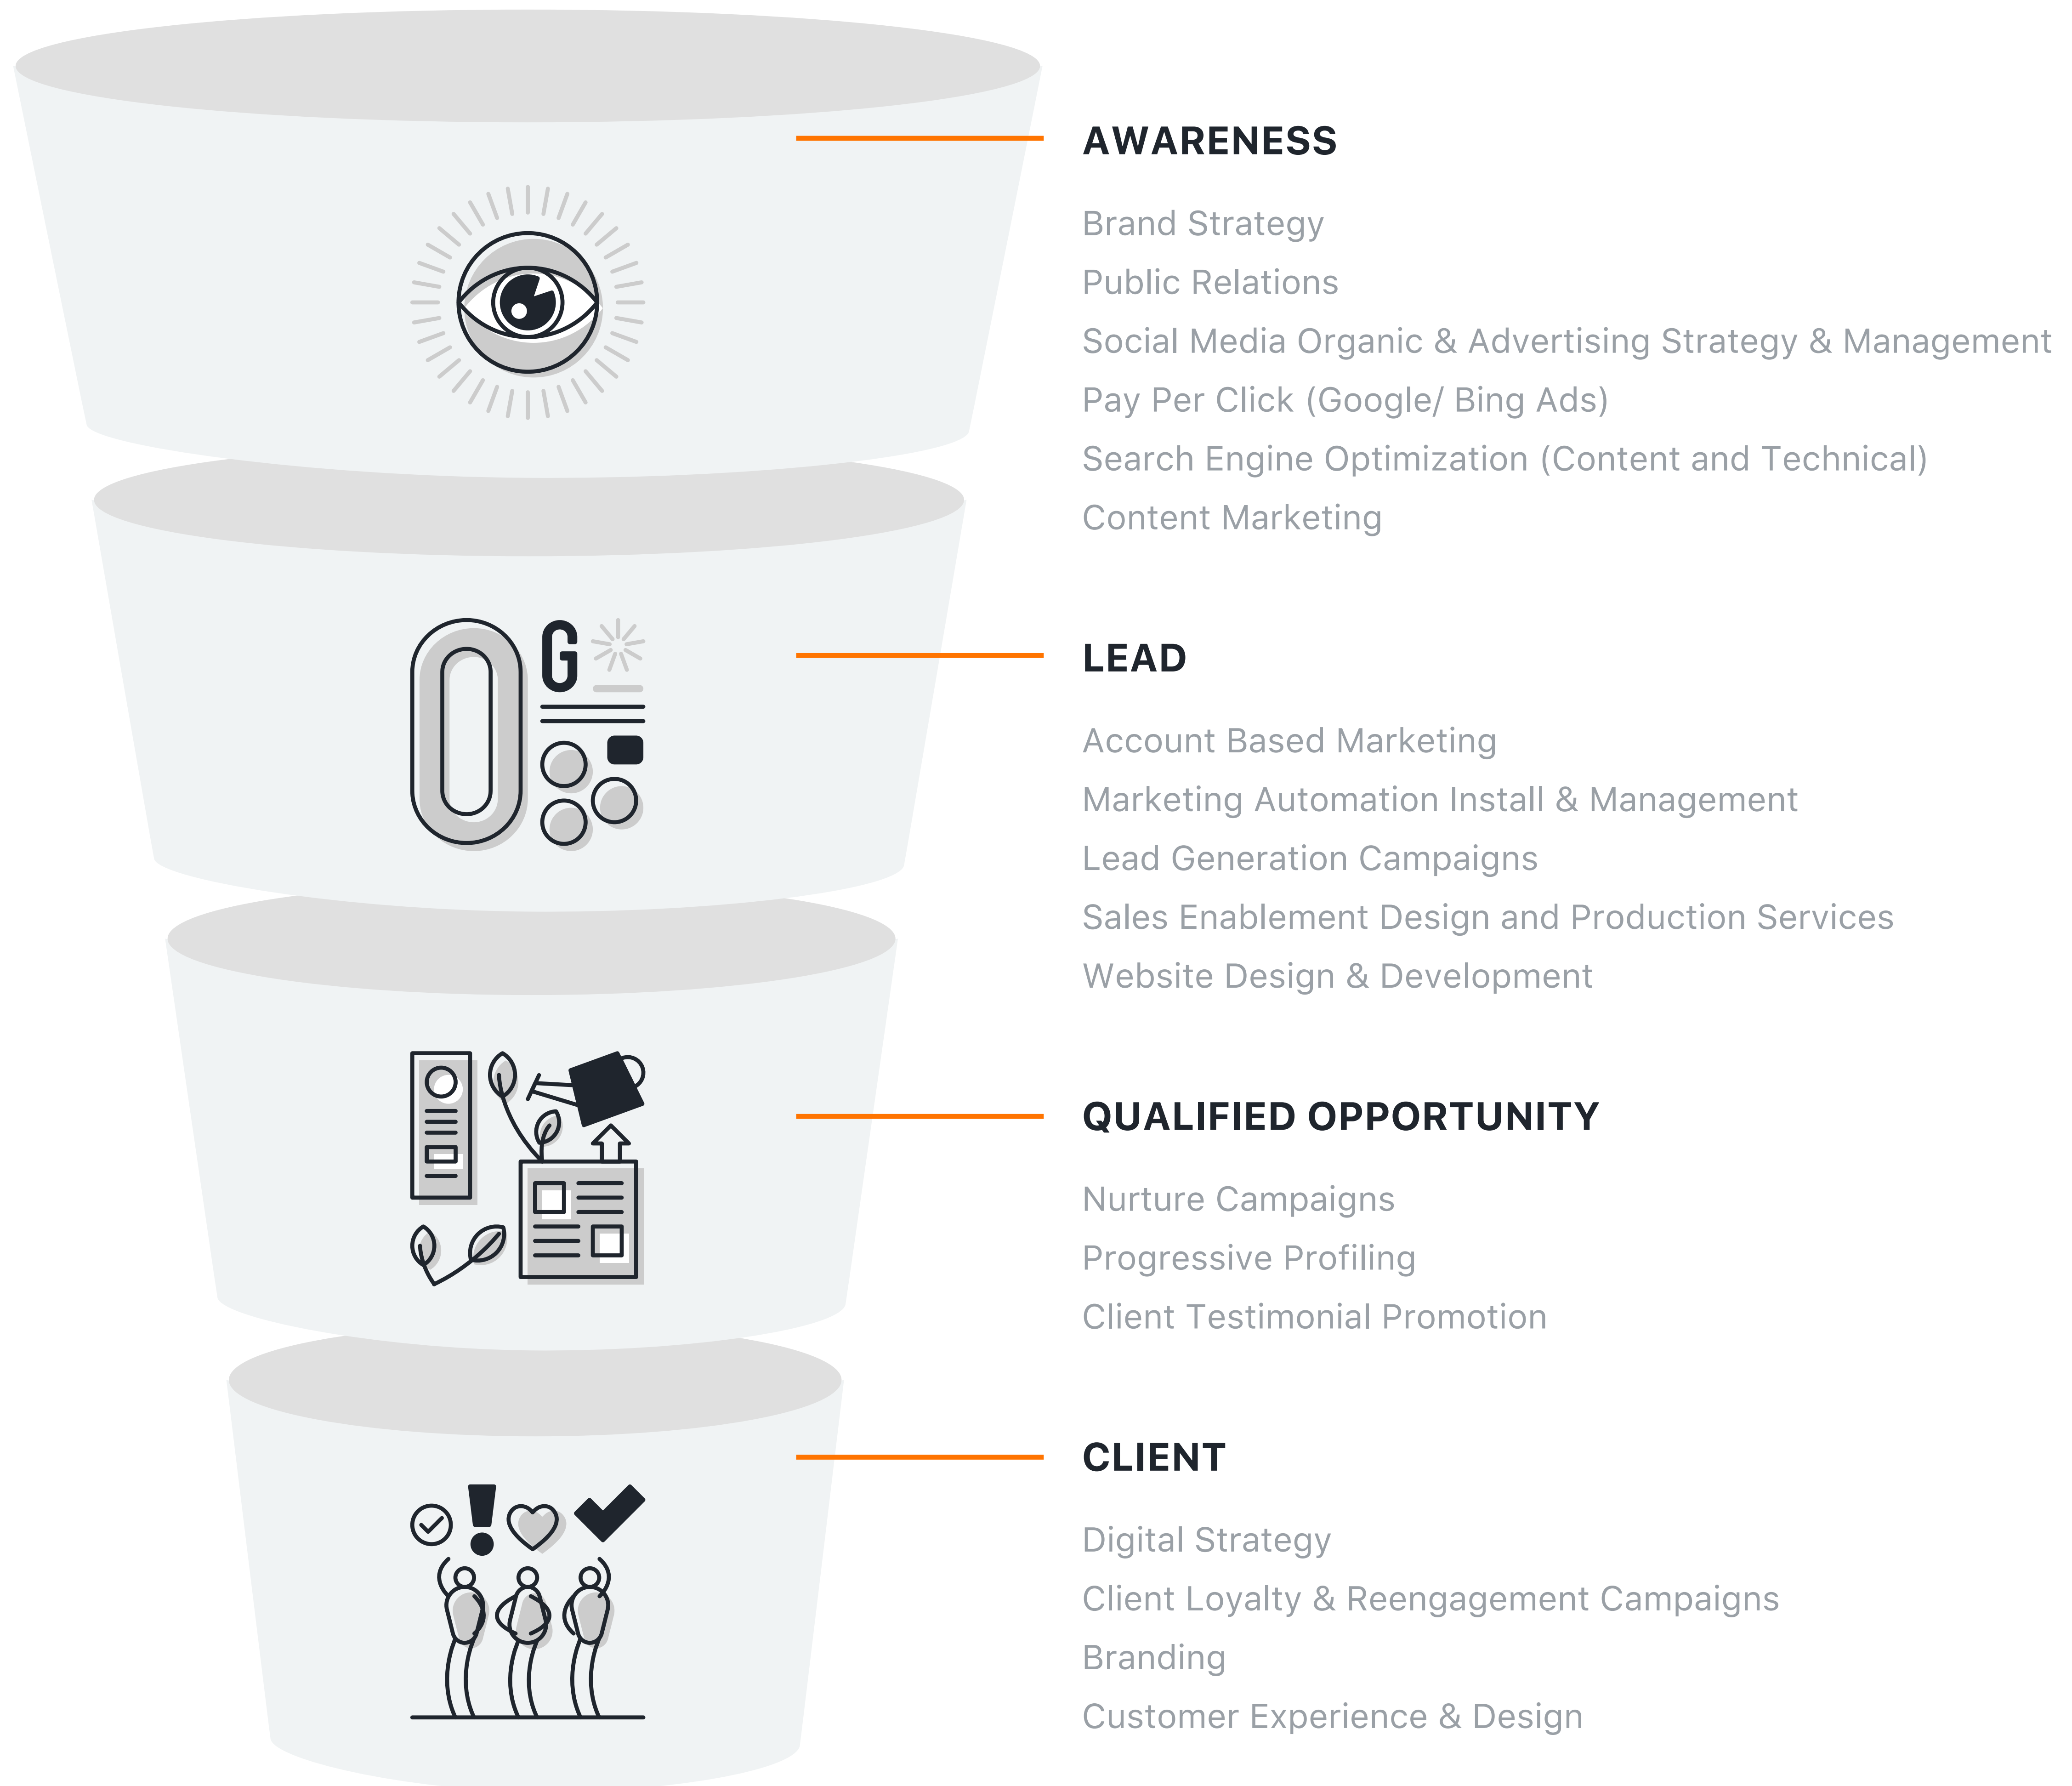 AWARENESS
Brand Strategy
Public Relations
Social Media Organic & Advertising Strategy & Management
Pay Per Click (Google/ Bing Ads)
Search Engine Optimization (Content and Technical)
Content Marketing
G
LEAD
Account Based Marketing
Marketing Automation Install & Management
Lead Generation Campaigns
Sales Enablement Design and Production Services
Website Design & Development
QUALIFIED OPPORTUNITY
Nurture Campaigns
Progressive Profiling
Client Testimonial Promotion
CLIENT
Digital Strategy
Client Loyalty & Reengagement Campaigns
Branding
Customer Experience & Design